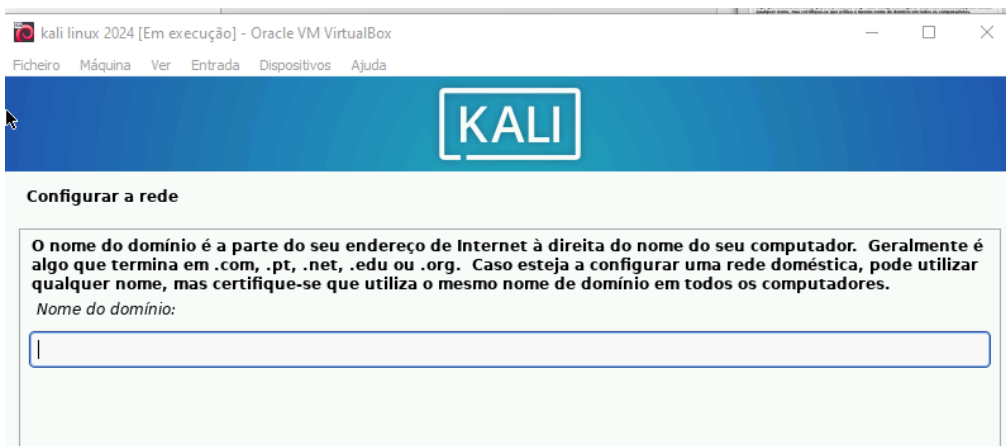 kali linux 2024 [Em execução] - Oracle VM VirtualBox
Ficheiro Máquina Ver Entrada Dispositivos Ajuda
KALI
Configurar a rede
O nome do domínio é a parte do seu endereço de Internet à direita do nome do seu computador. Geralmente é
algo que termina em .com, .pt, .net, .edu ou .org. Caso esteja a configurar uma rede doméstica, pode utilizar
qualquer nome, mas certifique-se que utiliza o mesmo nome de domínio em todos os computadores.
Nome do domínio: